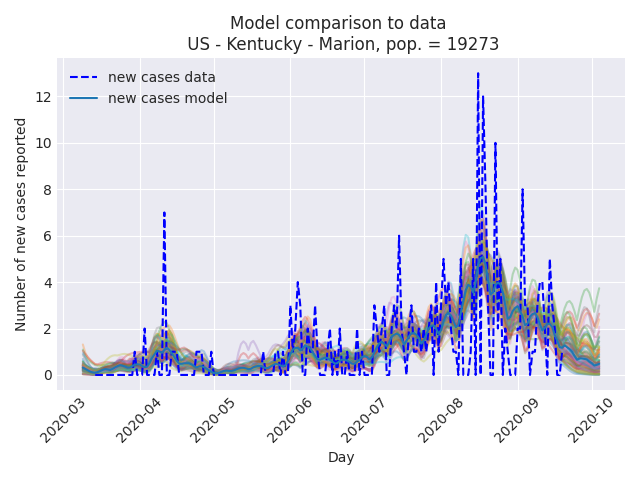 Model comparison to data
US - Kentucky - Marion, pop. = 19273
new cases data
new cases model
Number of new cases reported
12
10
8
6
4
2
0
2020-03
2020-04
2020-05
2020-06
2020-07
2020-08
2020-09
2020-10
Day